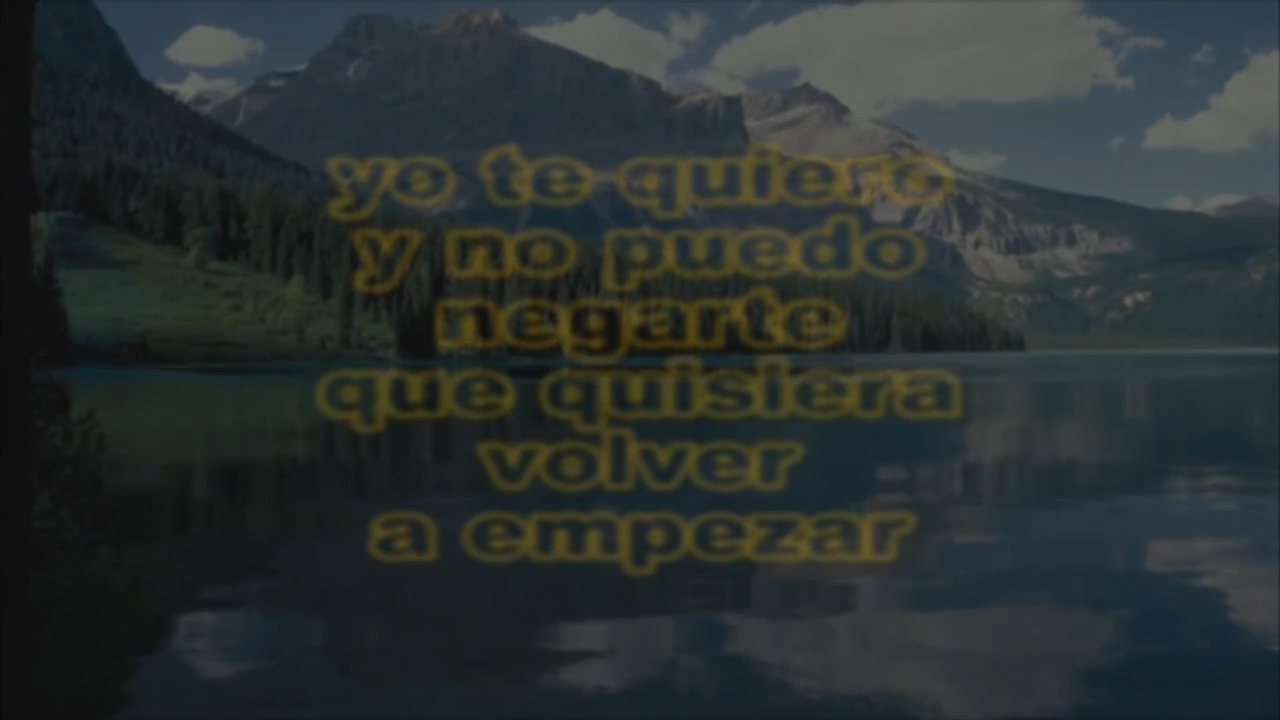 yo te quiero
y no puedo
negarte
que quisiera
volver
a empezar